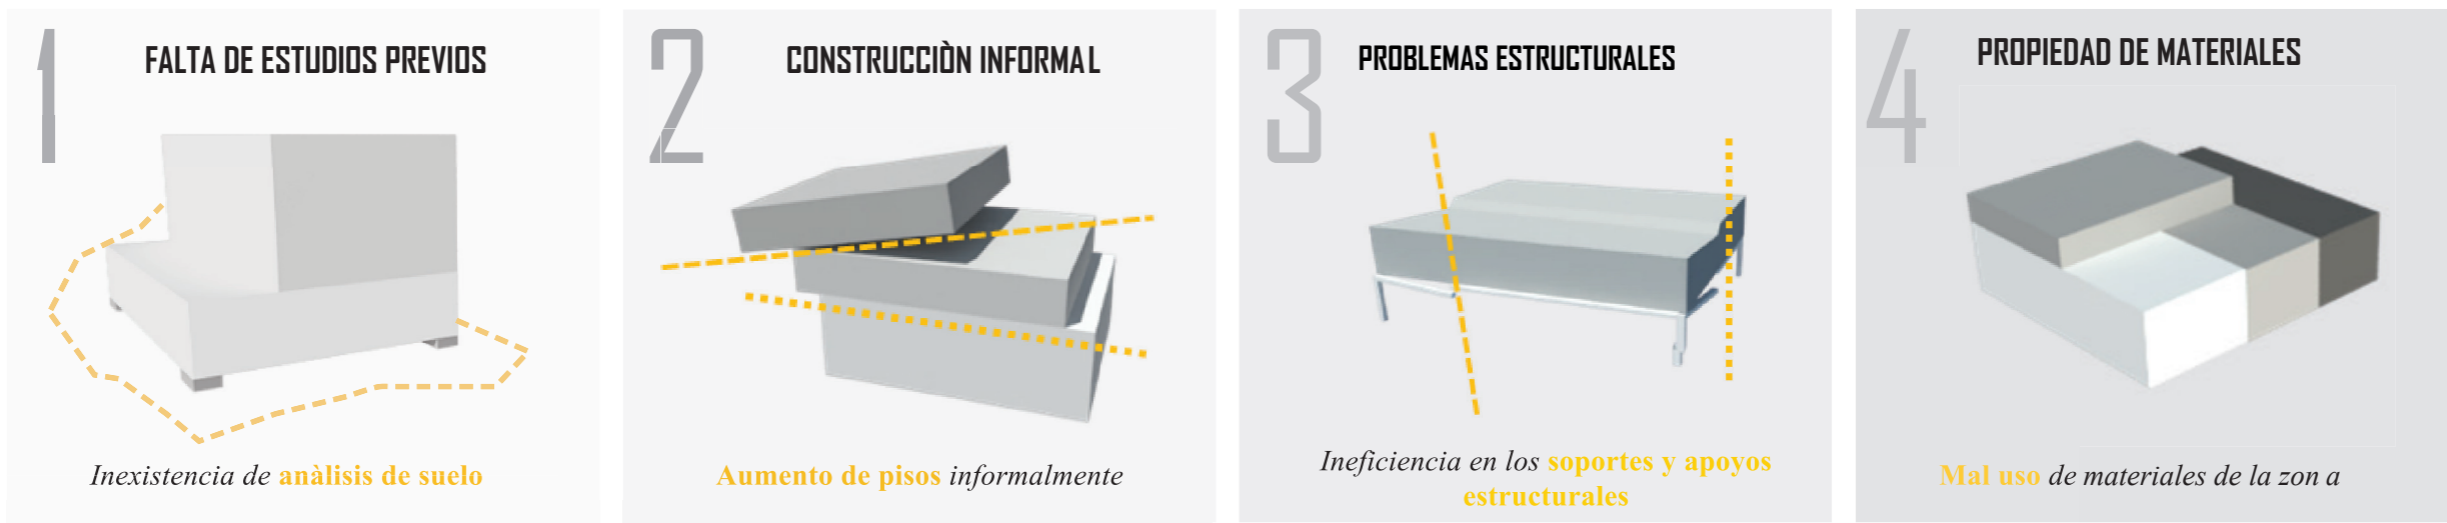 1
FALTA DE ESTUDIOS PREVIOS
Inexistencia de anàlisis de suelo
2
CONSTRUCCIÒN INFORMAL
Aumento de pisos informalmente
3
PROBLEMAS ESTRUCTURALES
Ineficiencia en los soportes y apoyos
estructurales
4
PROPIEDAD DE MATERIALES
Mal uso de materiales de la zon a